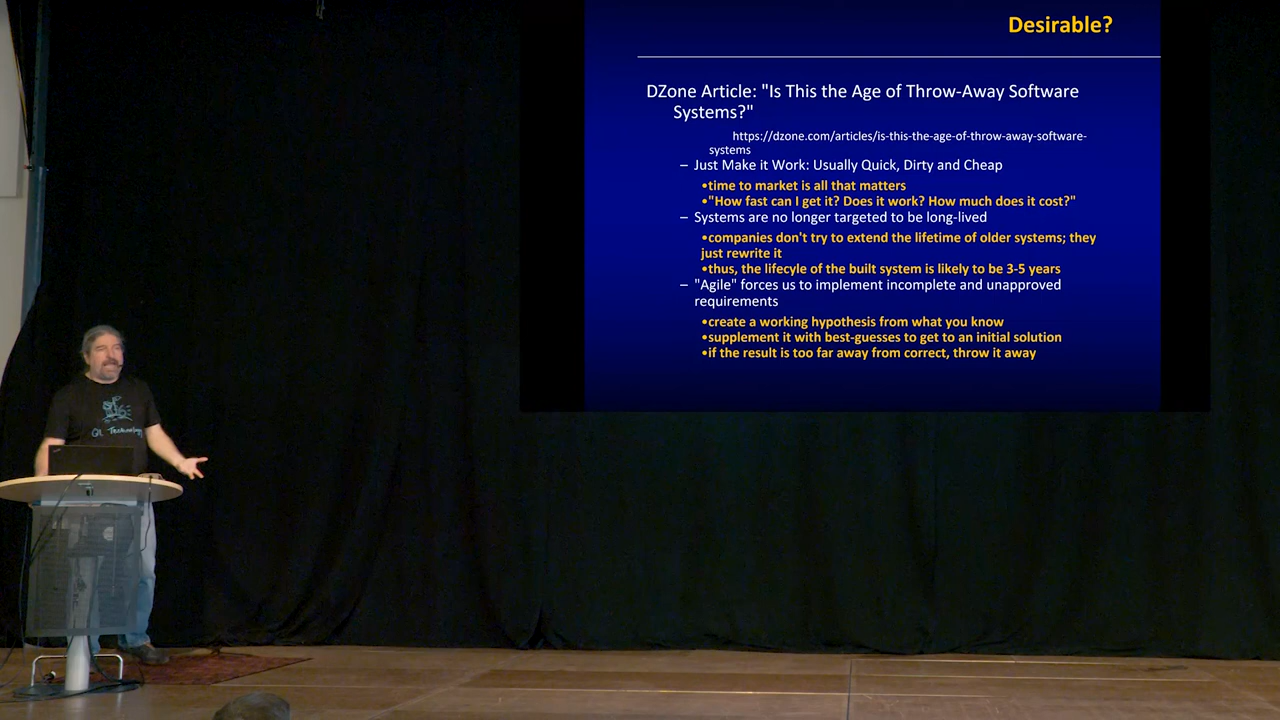 Desirable?
DZone Article: "Is This the Age of Throw-Away Software
Systems?"
https://dzone.com/articles/is-this-the-age-of-throw-away-software-
systems
– Just Make it Work: Usually Quick, Dirty and Cheap
•time to market is all that matters
•"How fast can I get it? Does it work? How much does it cost?"
– Systems are no longer targeted to be long-lived
•companies don't try to extend the lifetime of older systems; they
just rewrite it
•thus, the lifecyle of the built system is likely to be 3-5 years
– "Agile" forces us to implement incomplete and unapproved
requirements
•create a working hypothesis from what you know
•supplement it with best-guesses to get to an initial solution
•if the result is too far away from correct, throw it away
QL Technology